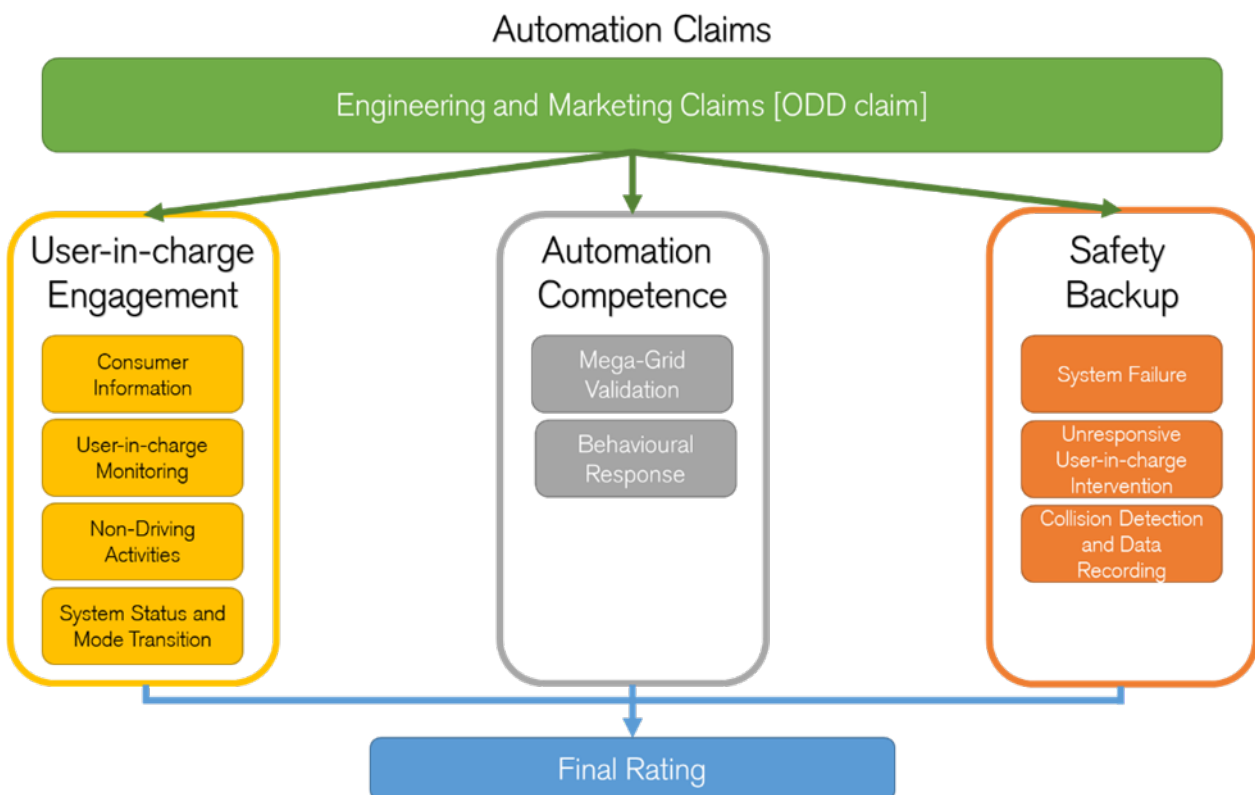 Automation Claims
Engineering and Marketing Claims [ODD claim]
User-in-charge
Engagement
Consumer
Information
User-in-charge
Monitoring
Non-Driving
Activities
System Status and
Mode Transition
Automation
Competence
Mega-Grid
Validation
Behavioural
Response
Safety
Backup
System Failure
Unresponsive
User-in-charge
Intervention
Collision Detection
and Data
Recording
Final Rating